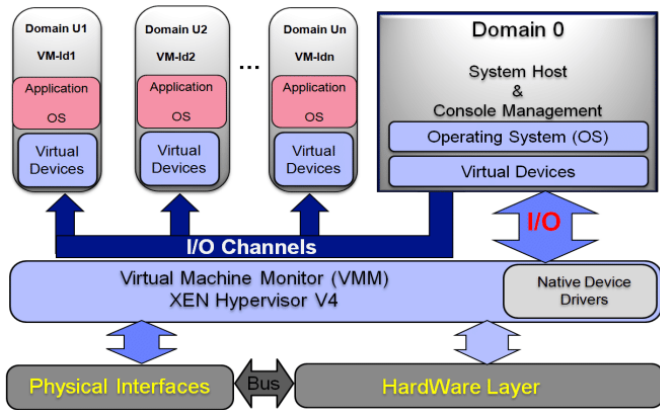 Domain U1
VM-Id1
Application
OS
Virtual
Devices
Domain U2
VM-Id2
Application
OS
Virtual
Devices
...
Domain Un
VM-Idn
Application
OS
Virtual
Devices
Domain 0
System Host
&
Console Management
Operating System (OS)
Virtual Devices
I/O Channels
I/O
Virtual Machine Monitor (VMM)
XEN Hypervisor V4
Native Device
Drivers
Physical Interfaces
Bus
HardWare Layer